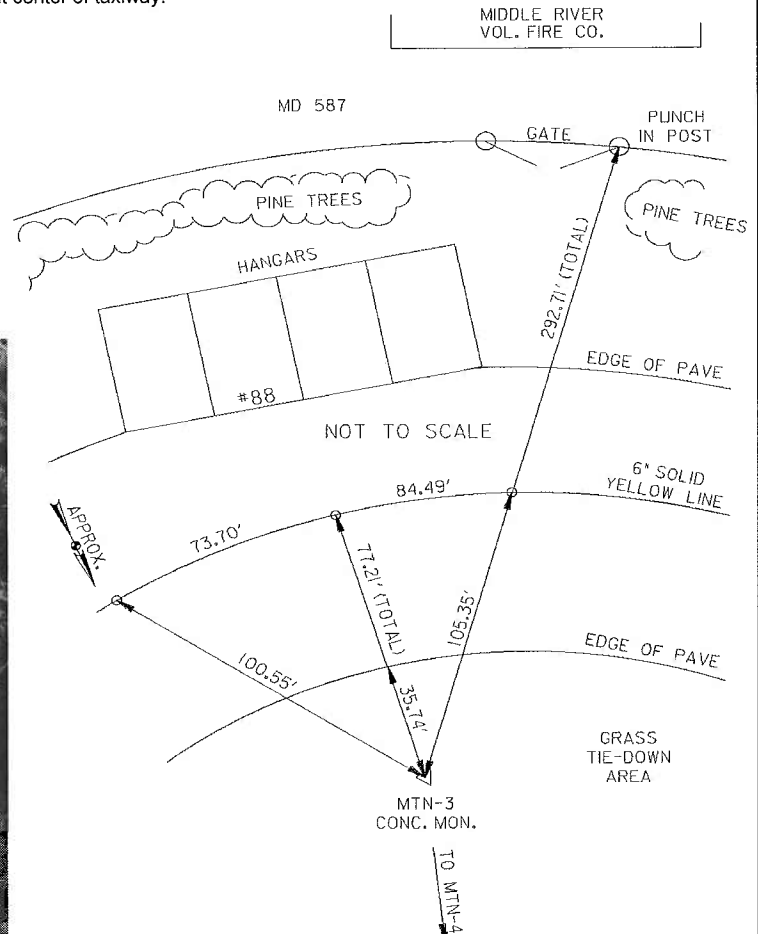 t center of taxiway.
MIDDLE RIVER
VOL. FIRE CO.
MD 587
GATE
PUNCH
IN POST
PINE TREES
PINE TREES
HANGARS
292.71' (TOTAL)
EDGE OF PAVE
#88
NOT TO SCALE
6" SOLID
YELLOW LINE
84.49'
APPROX.
73.70'
77.21' (TOTAL)
105.35'
EDGE OF PAVE
100.55'
35.74'
GRASS
TIE-DOWN
AREA
MTN-3
CONC. MON.
TO MTN-4